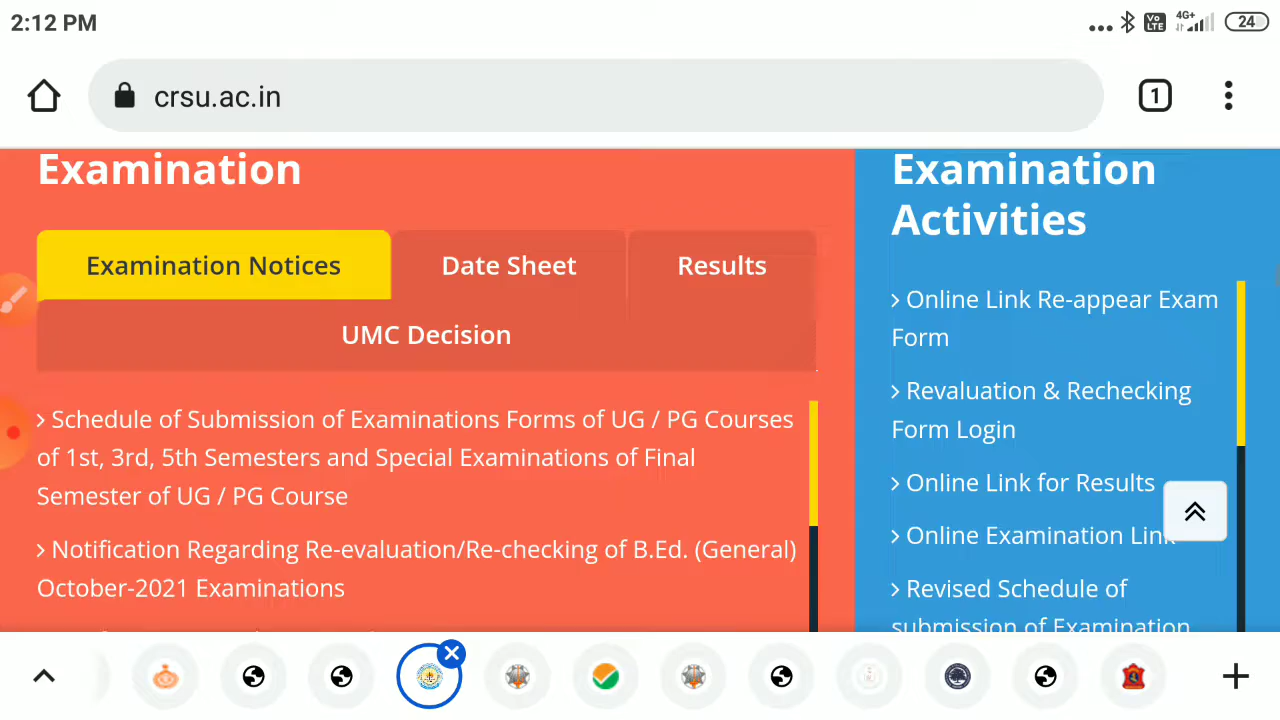 2:12 PM
Vo LTE
4G+
24
crsu.ac.in
1
Examination
Examination Notices
Date Sheet
Results
UMC Decision
> Schedule of Submission of Examinations Forms of UG / PG Courses
of 1st, 3rd, 5th Semesters and Special Examinations of Final
Semester of UG / PG Course
> Notification Regarding Re-evaluation/Re-checking of B.Ed. (General)
October-2021 Examinations
Examination
Activities
> Online Link Re-appear Exam
Form
> Revaluation & Rechecking
Form Login
> Online Link for Results
> Online Examination Link
> Revised Schedule of
submission of Examination